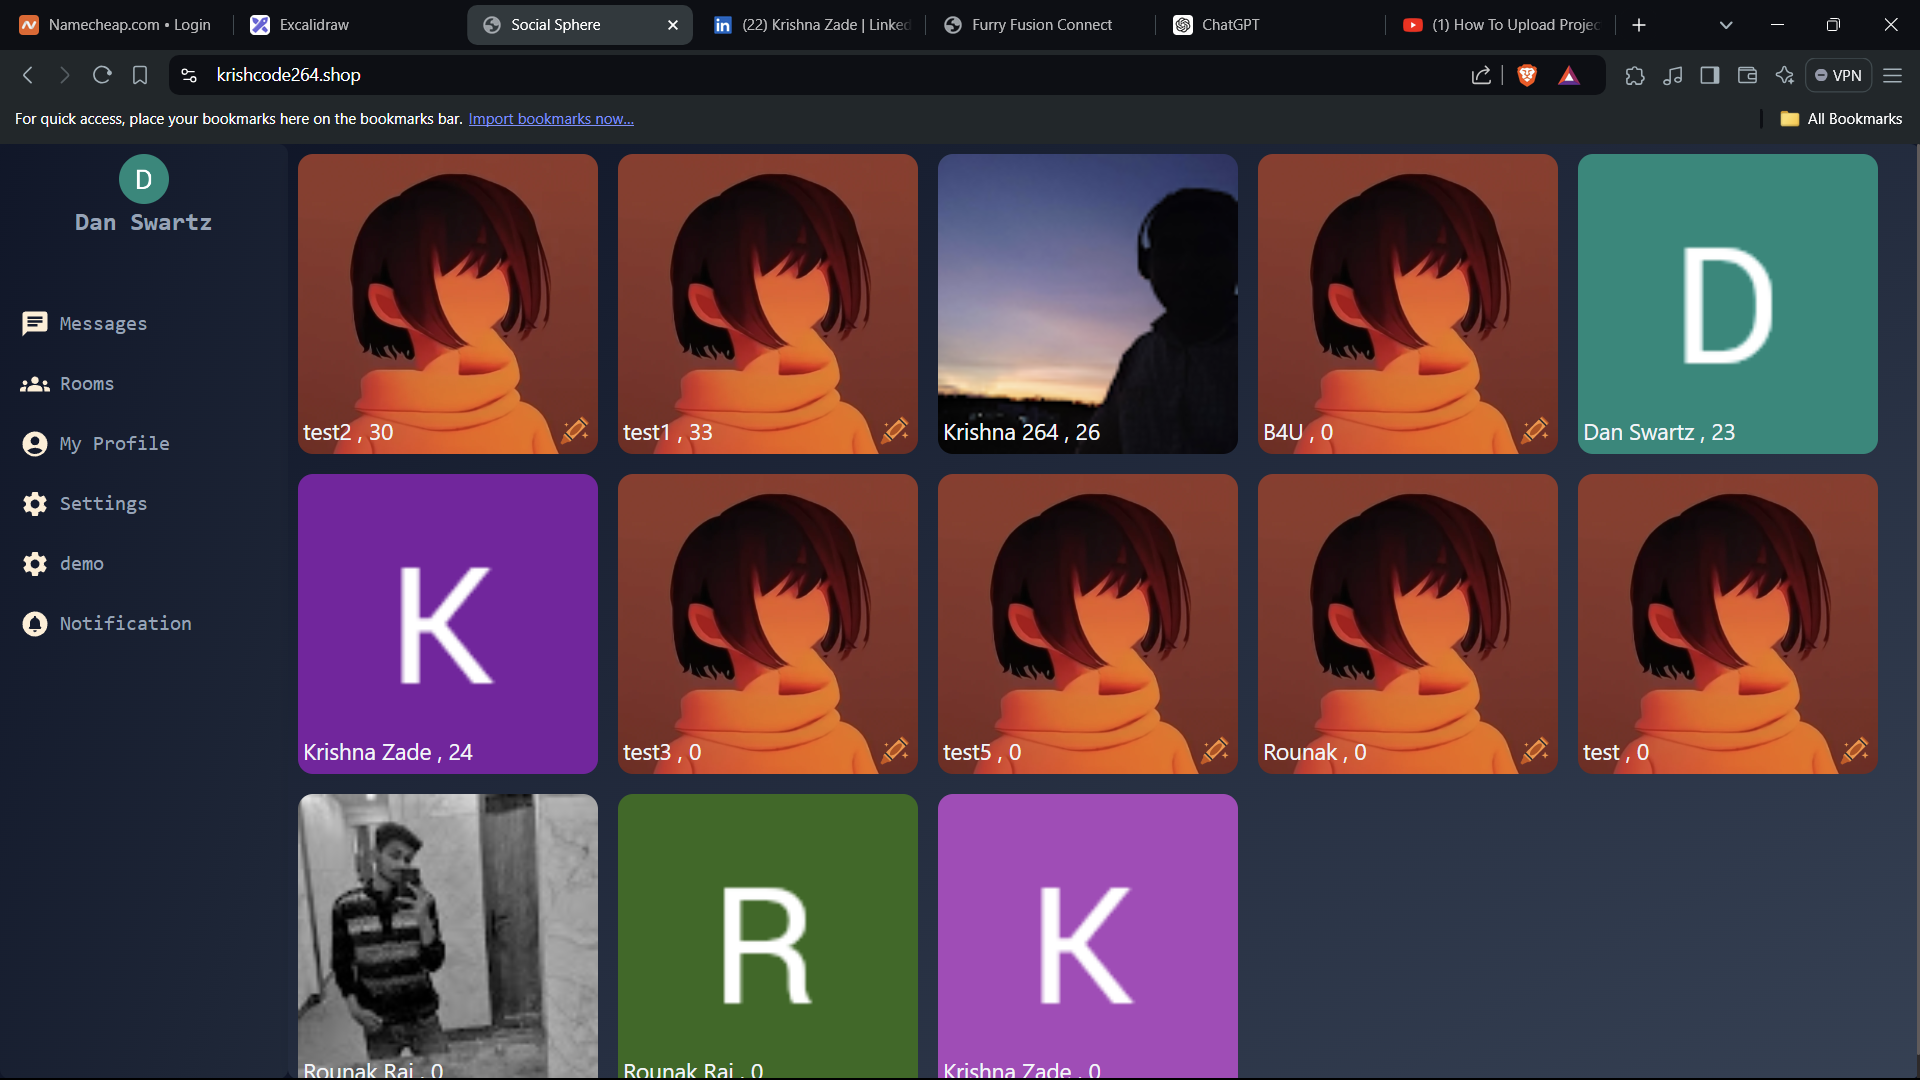 Namecheap.com • Login
Excalidraw
Social Sphere
(22) Krishna Zade | Linked
Furry Fusion Connect
ChatGPT
(1) How To Upload Projec
krishcode264.shop
VPN
For quick access, place your bookmarks here on the bookmarks bar. Import bookmarks now...
All Bookmarks
D
Dan Swartz
Messages
Rooms
My Profile
Settings
demo
Notification
test2 , 30
test1 , 33
Krishna 264 , 26
B4U , 0
D
Dan Swartz , 23
K
Krishna Zade , 24
test3 , 0
test5 , 0
Rounak , 0
test , 0
Rounak Rai , 0
R
Rounak Rai , 0
K
Krishna Zade , 0